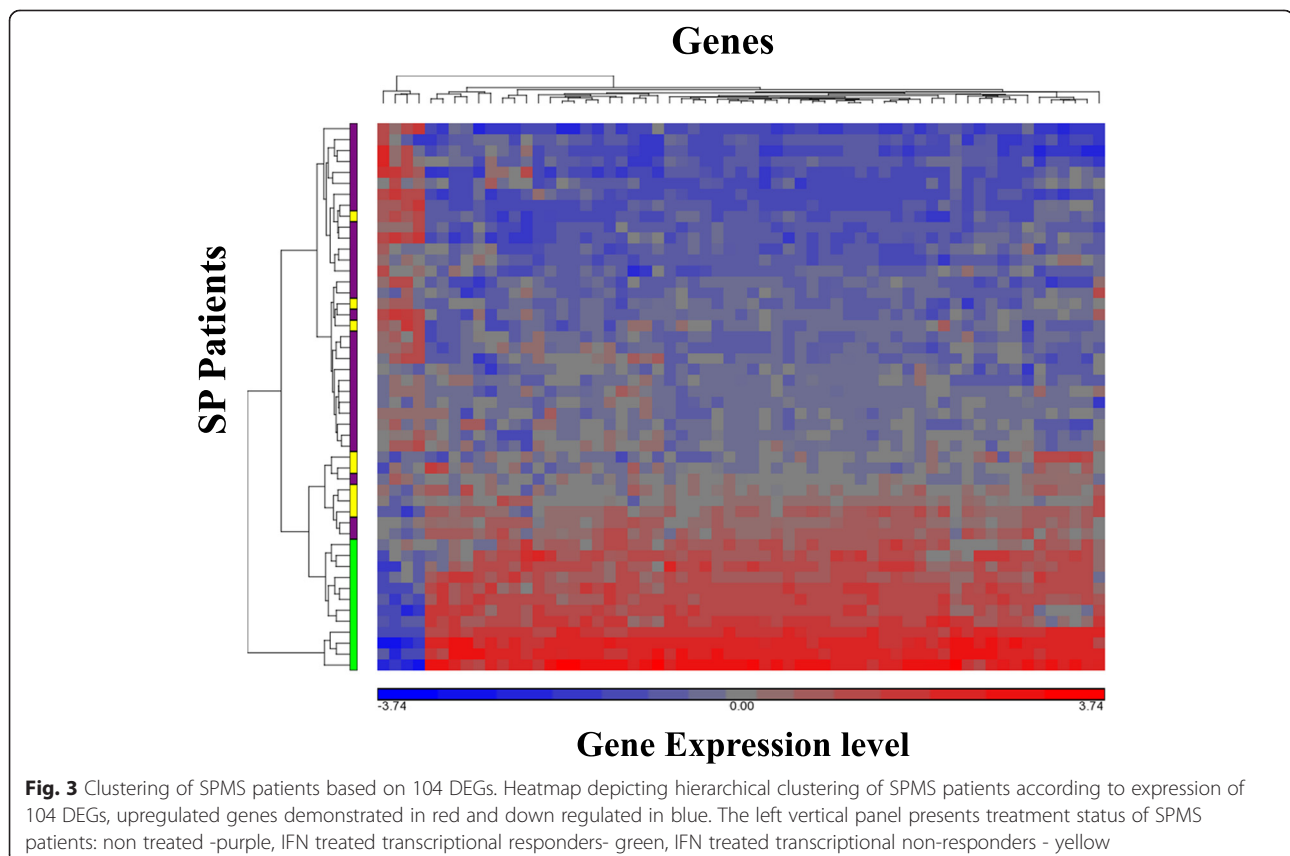 Genes
SP Patients
-3.74 0.00 3.74
Gene Expression level
Fig. 3 Clustering of SPMS patients based on 104 DEGs. Heatmap depicting hierarchical clustering of SPMS patients according to expression of
104 DEGs, upregulated genes demonstrated in red and down regulated in blue. The left vertical panel presents treatment status of SPMS
patients: non treated -purple, IFN treated transcriptional responders- green, IFN treated transcriptional non-responders - yellow